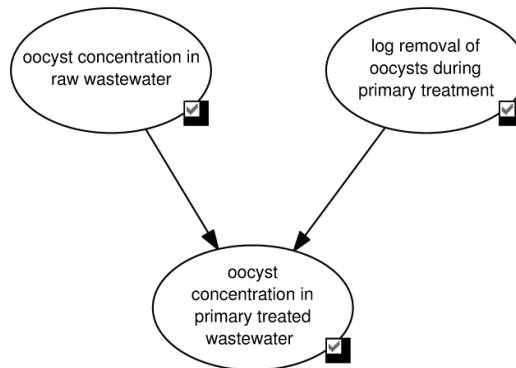 oocyst concentration in
raw wastewater
log removal of
oocysts during
primary treatment
oocyst
concentration in
primary treated
wastewater